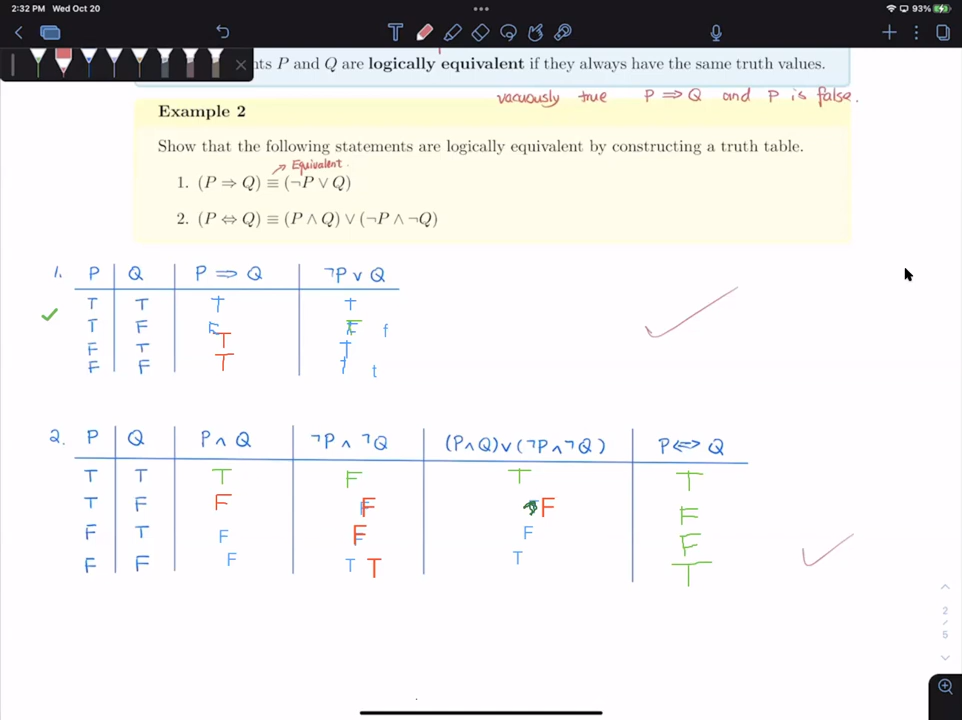 2:32 PM Wed Oct 20
93%
nts P and Q are logically equivalent if they always have the same truth values.
vacuously true P ⇒ Q and P is false.
Example 2
Show that the following statements are logically equivalent by constructing a truth table.
→ Equivalent
1. (P ⇒ Q) ≡ (¬P ∨ Q)
2. (P ⇔ Q) ≡ (P ∧ Q) ∨ (¬P ∧ ¬Q)
1. P Q P ⇒ Q ¬P ∨ Q
T T T T
T F F F f
F T T T
F F T T t
2. P Q P ∧ Q ¬P ∧ ¬Q (P∧Q)∨(¬P∧¬Q) P⇔Q
T T T F T T
T F F F F F
F T F F F F
F F F T T T T
2
/
5